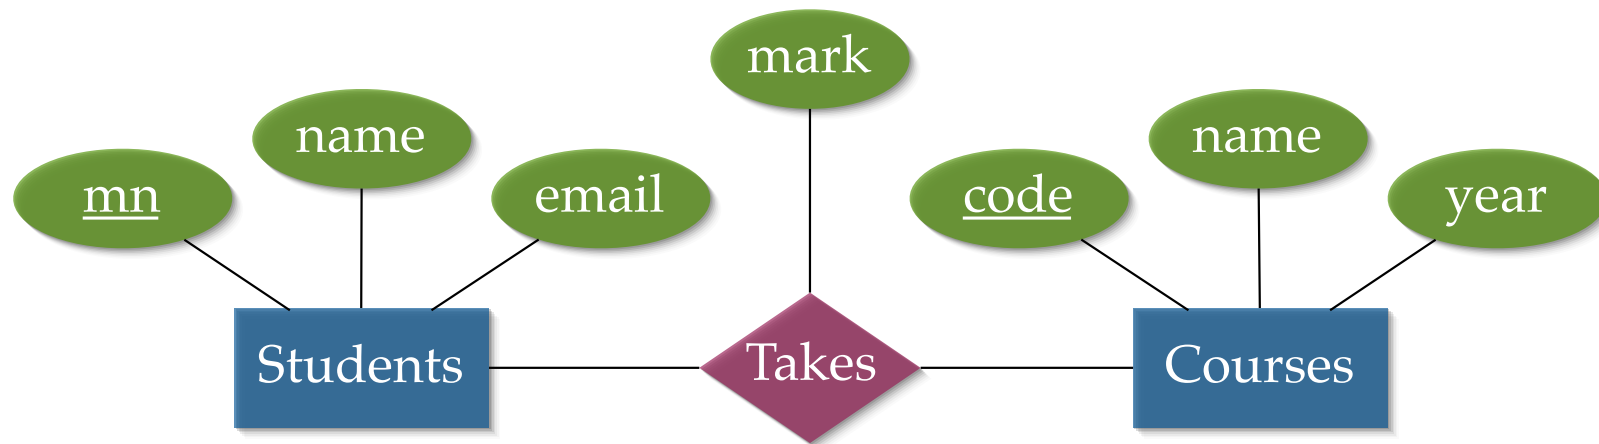 mark
name
name
mn
email
code
year
Students
Takes
Courses